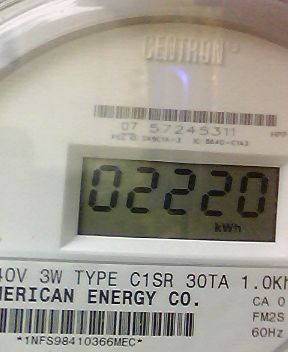 CENTRON
07 57245311
02220
kWh
40V 3W TYPE C1SR 30TA 1.0Kh
MERICAN ENERGY CO.
CA 0
FM2S
60Hz
*1NFS98410366MEC*